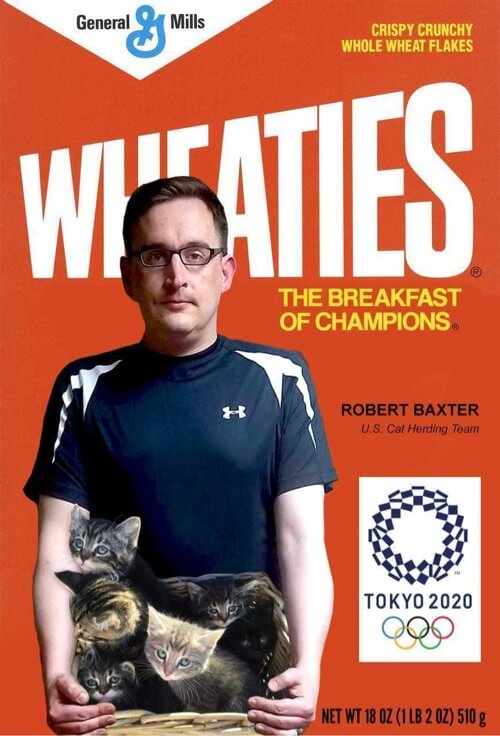 General Mills
CRISPY CRUNCHY
WHOLE WHEAT FLAKES
WHEATIES®
THE BREAKFAST
OF CHAMPIONS®
ROBERT BAXTER
U.S. Cat Herding Team
TOKYO 2020
NET WT 18 OZ (1 LB 2 OZ) 510 g